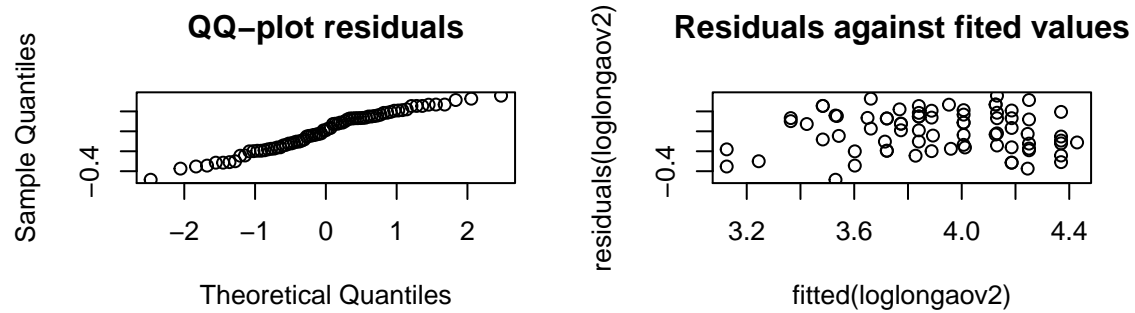 QQ−plot residuals
Sample Quantiles
−0.4
−2 −1 0 1 2
Theoretical Quantiles
Residuals against fited values
residuals(loglongaov2)
−0.4
3.2 3.6 4.0 4.4
fitted(loglongaov2)